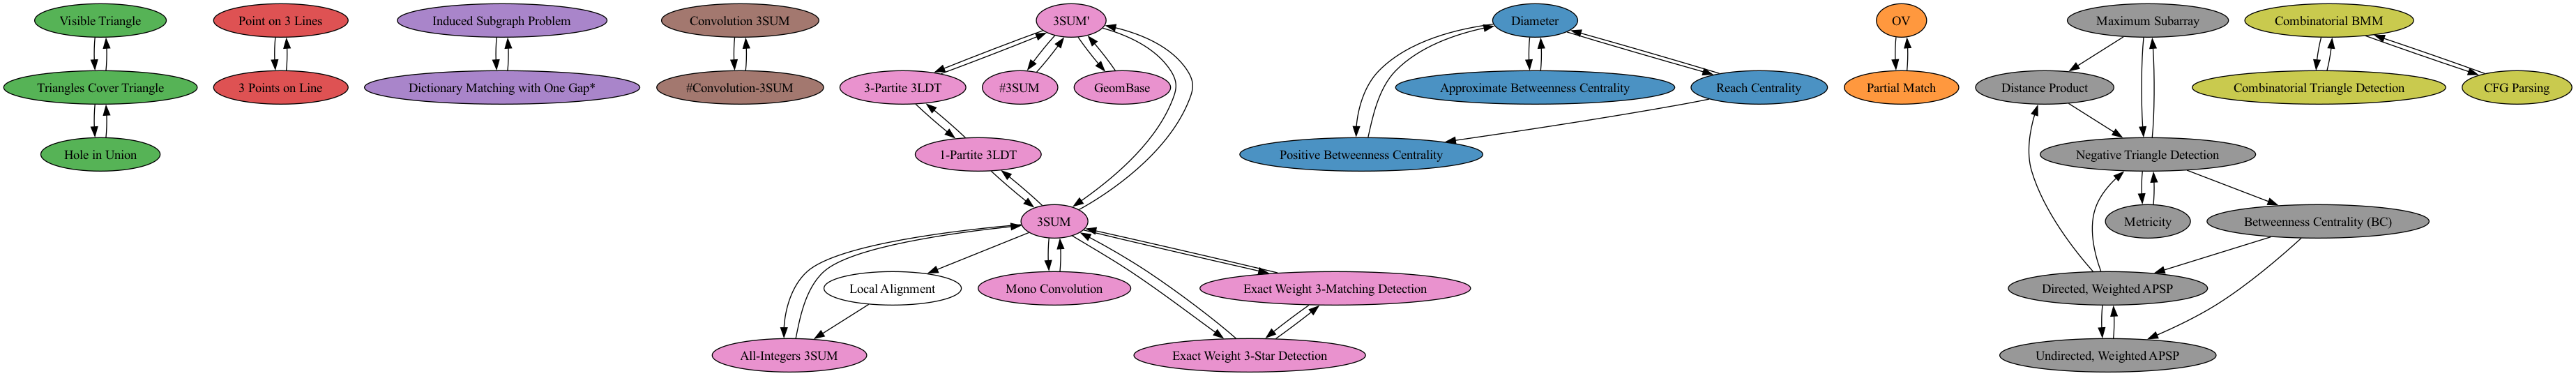 Visible Triangle
Point on 3 Lines
Induced Subgraph Problem
Convolution 3SUM
3SUM'
Diameter
OV
Maximum Subarray
Combinatorial BMM
Triangles Cover Triangle
3 Points on Line
Dictionary Matching with One Gap*
#Convolution-3SUM
3-Partite 3LDT
#3SUM
GeomBase
Approximate Betweenness Centrality
Reach Centrality
Partial Match
Distance Product
Combinatorial Triangle Detection
CFG Parsing
Hole in Union
1-Partite 3LDT
Positive Betweenness Centrality
Negative Triangle Detection
3SUM
Metricity
Betweenness Centrality (BC)
Local Alignment
Mono Convolution
Exact Weight 3-Matching Detection
Directed, Weighted APSP
All-Integers 3SUM
Exact Weight 3-Star Detection
Undirected, Weighted APSP